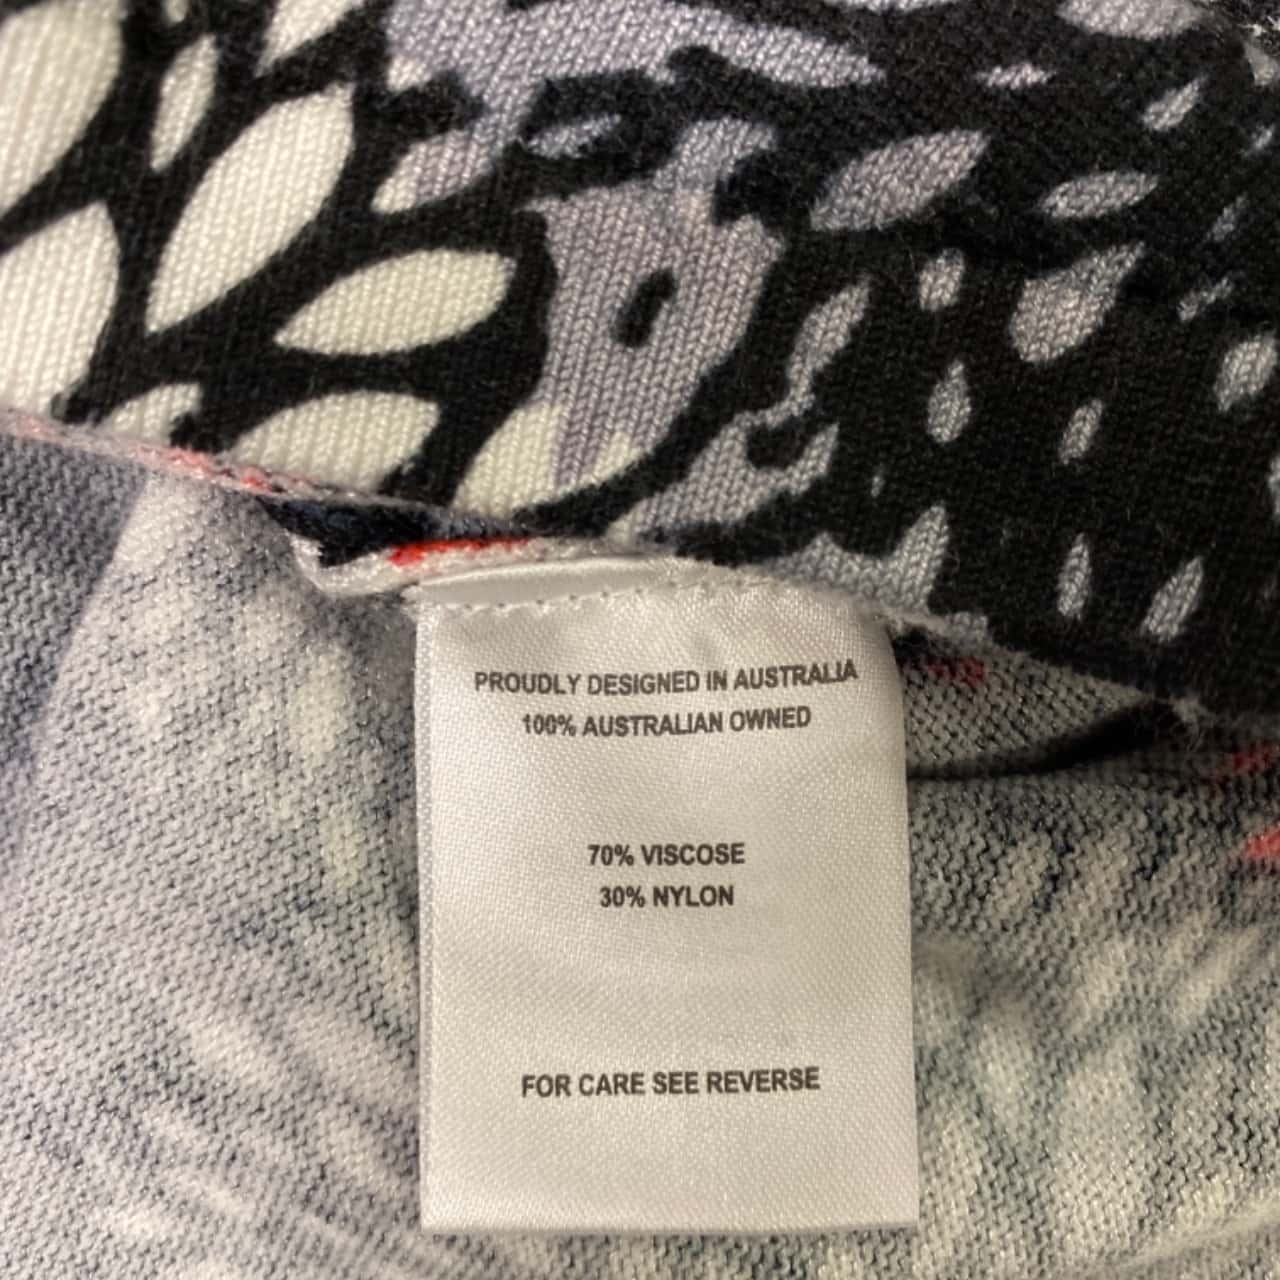 PROUDLY DESIGNED IN AUSTRALIA
100% AUSTRALIAN OWNED
70% VISCOSE
30% NYLON
FOR CARE SEE REVERSE